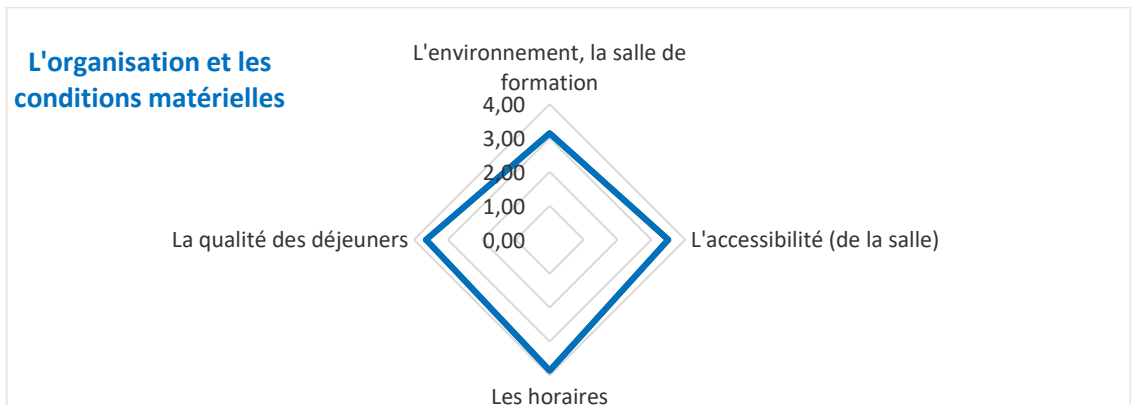 L'organisation et les
conditions matérielles
L'environnement, la salle de
formation
4,00
3,00
2,00
1,00
0,00
La qualité des déjeuners
L'accessibilité (de la salle)
Les horaires